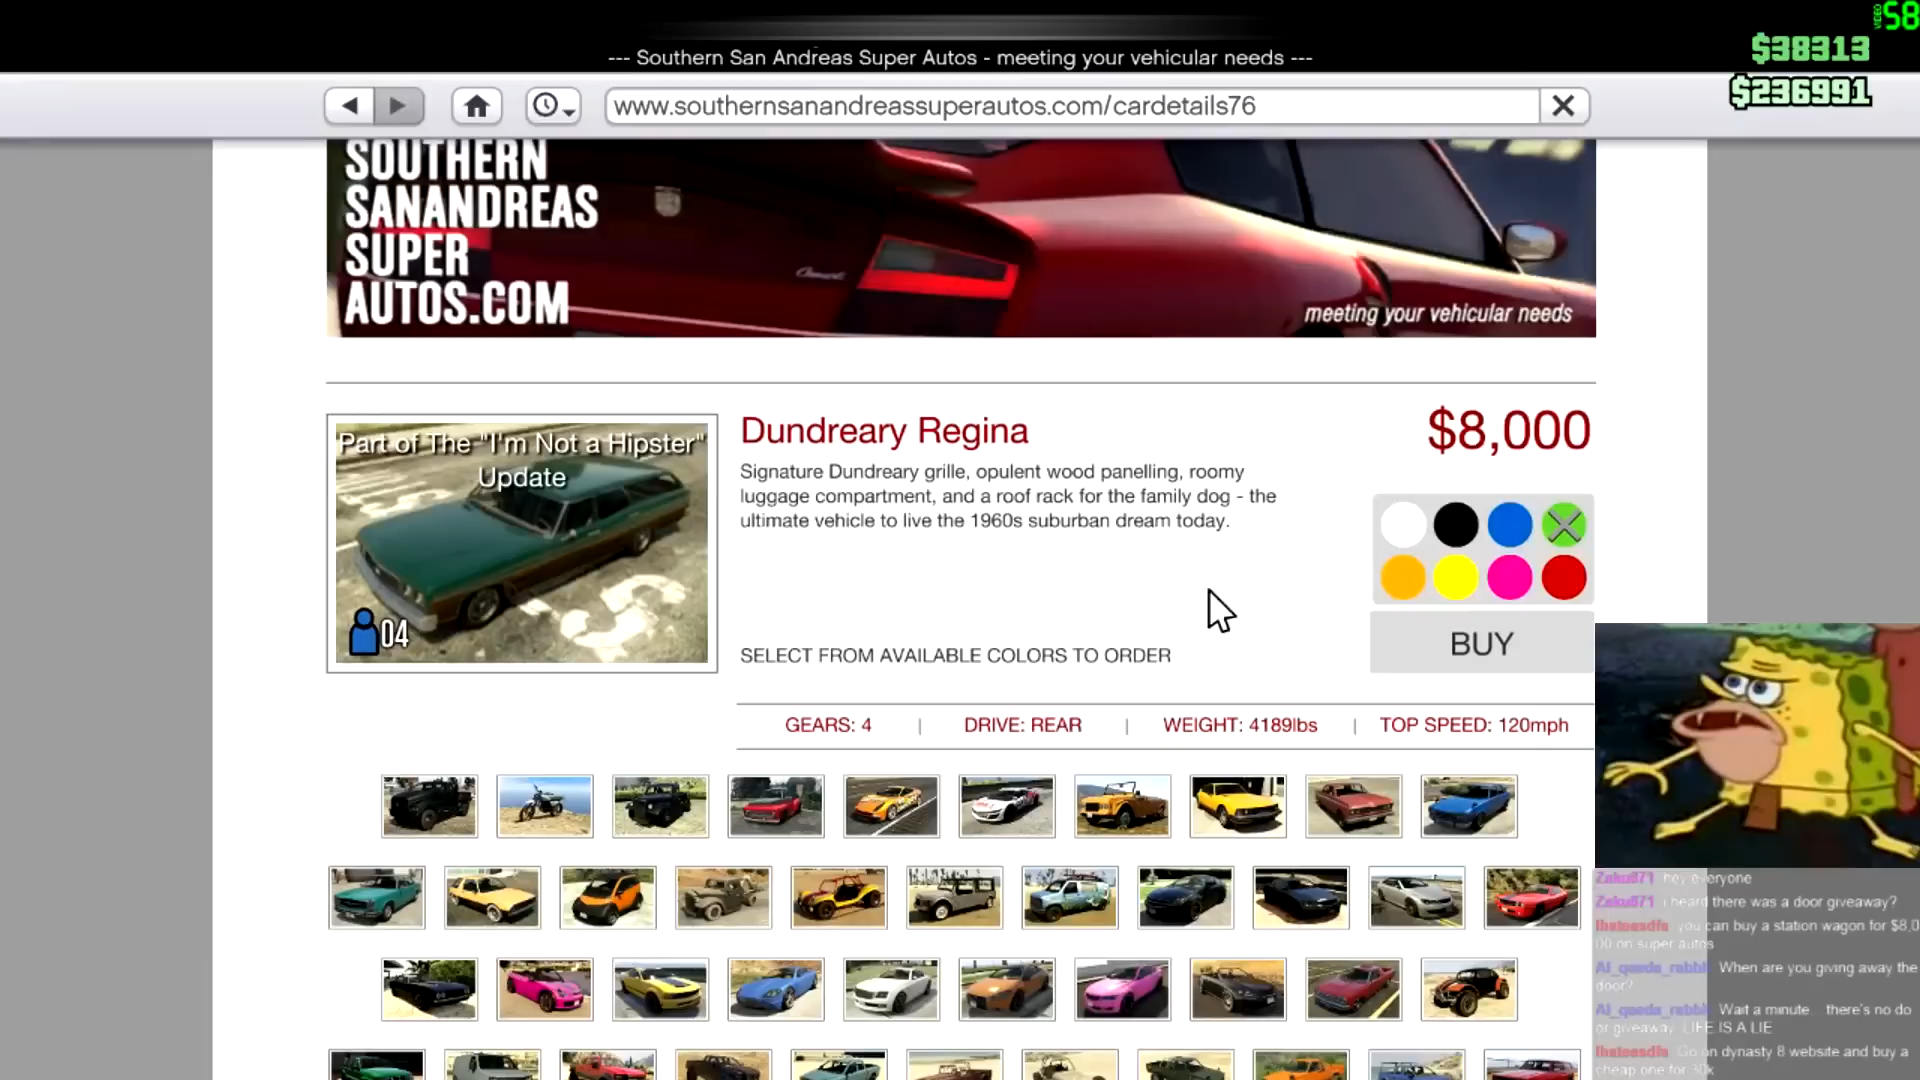 VIDEO 58
--- Southern San Andreas Super Autos - meeting your vehicular needs ---
$38313
$236991
www.southernsanandreassuperautos.com/cardetails76
SOUTHERN
SANANDREAS
SUPER
AUTOS.COM
meeting your vehicular needs
Part of The "I'm Not a Hipster"
Update
04
Dundreary Regina
$8,000
Signature Dundreary grille, opulent wood panelling, roomy
luggage compartment, and a roof rack for the family dog - the
ultimate vehicle to live the 1960s suburban dream today.
SELECT FROM AVAILABLE COLORS TO ORDER
BUY
GEARS: 4 | DRIVE: REAR | WEIGHT: 4189lbs | TOP SPEED: 120mph
Zaku871 hey everyone
Zaku871 i heard there was a door giveaway?
you can buy a station wagon for $8,0
00 on super autos
When are you giving away the
door?
Wait a minute there's no do
or giveaway LIFE IS A LIE
Go on dynasty 8 website and buy a
cheap one for 30k